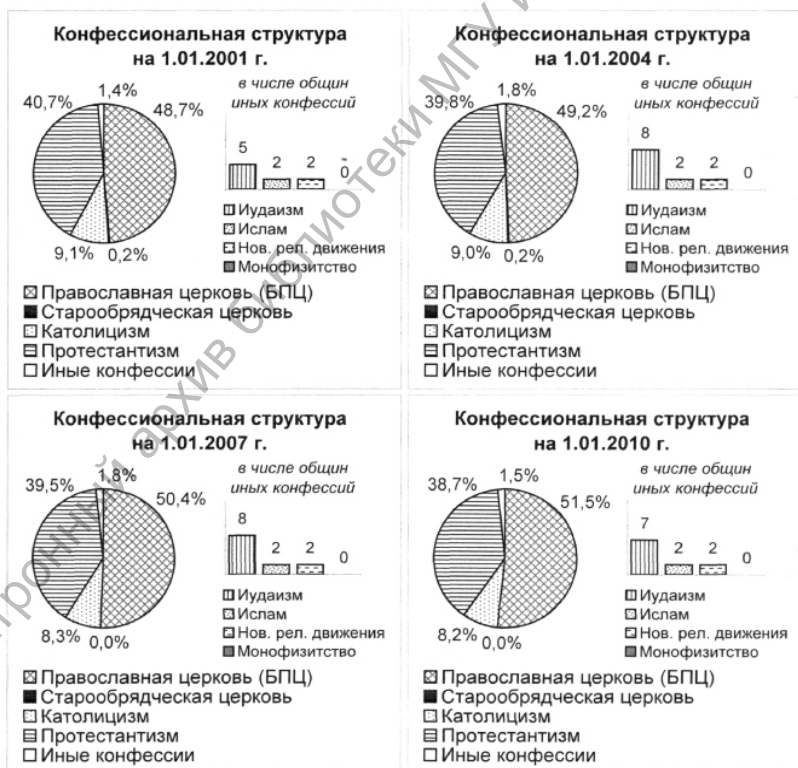 Конфессиональная структура
на 1.01.2001 г.
40,7%
1,4%
48,7%
9,1%
0,2%
в числе общин
иных конфессий
5
2
2
0
Иудаизм
Ислам
Нов. рел. движения
Монофизитство
Православная церковь (БПЦ)
Старообрядческая церковь
Католицизм
Протестантизм
Иные конфессии
Конфессиональная структура
на 1.01.2004 г.
39,8%
1,8%
49,2%
9,0%
0,2%
в числе общин
иных конфессий
8
2
2
0
Иудаизм
Ислам
Нов. рел. движения
Монофизитство
Православная церковь (БПЦ)
Старообрядческая церковь
Католицизм
Протестантизм
Иные конфессии
Конфессиональная структура
на 1.01.2007 г.
39,5%
1,8%
50,4%
8,3%
0,0%
в числе общин
иных конфессий
8
2
2
0
Иудаизм
Ислам
Нов. рел. движения
Монофизитство
Православная церковь (БПЦ)
Старообрядческая церковь
Католицизм
Протестантизм
Иные конфессии
Конфессиональная структура
на 1.01.2010 г.
38,7%
1,5%
51,5%
8,2%
0,0%
в числе общин
иных конфессий
7
2
2
0
Иудаизм
Ислам
Нов. рел. движения
Монофизитство
Православная церковь (БПЦ)
Старообрядческая церковь
Католицизм
Протестантизм
Иные конфессии
архив библиотеки МГУ